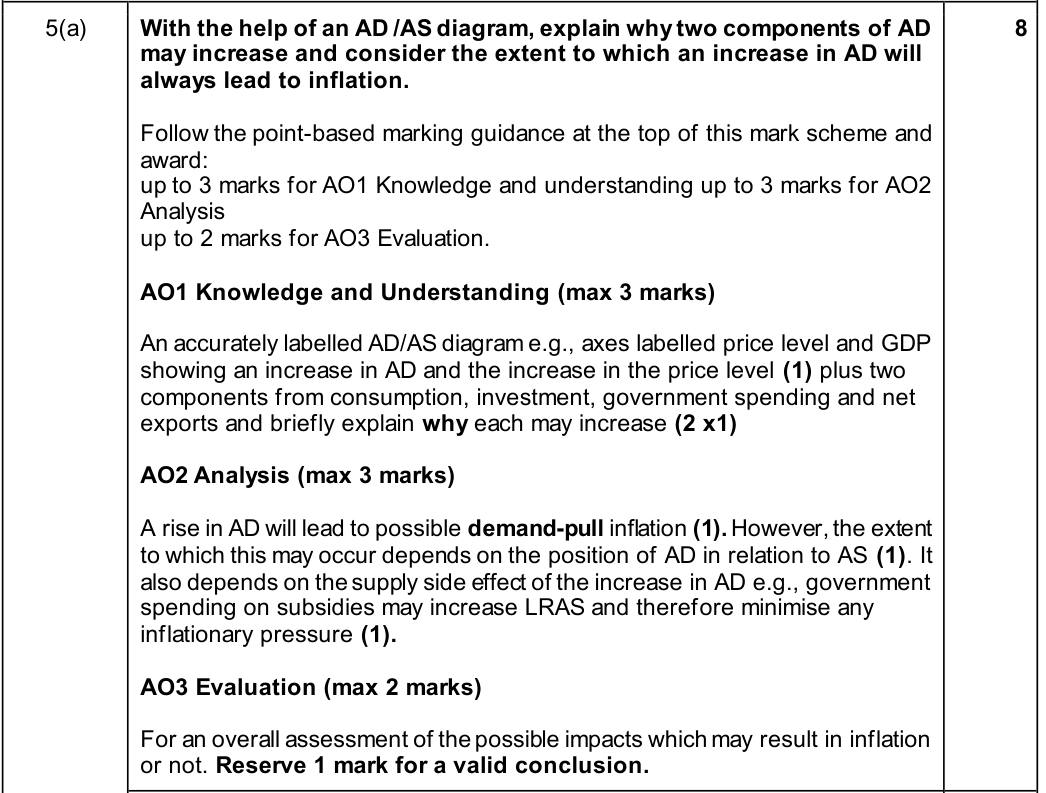 5(a)
With the help of an AD /AS diagram, explain why two components of AD
8
may increase and consider the extent to which an increase in AD will
always lead to inflation.
Follow the point-based marking guidance at the top of this mark scheme and
award:
up to 3 marks for AO1 Knowledge and understanding up to 3 marks for AO2
Analysis
up to 2 marks for AO3 Evaluation.
AO1 Knowledge and Understanding (max 3 marks)
An accurately labelled AD/AS diagram e.g., axes labelled price level and GDP
showing an increase in AD and the increase in the price level (1) plus two
components from consumption, investment, government spending and net
exports and briefly explain why each may increase (2 x1)
AO2 Analysis (max 3 marks)
A rise in AD will lead to possible demand-pull inflation (1). However, the extent
to which this may occur depends on the position of AD in relation to AS (1). It
also depends on the supply side effect of the increase in AD e.g., government
spending on subsidies may increase LRAS and therefore minimise any
inflationary pressure (1).
AO3 Evaluation (max 2 marks)
For an overall assessment of the possible impacts which may result in inflation
or not. Reserve 1 mark for a valid conclusion.